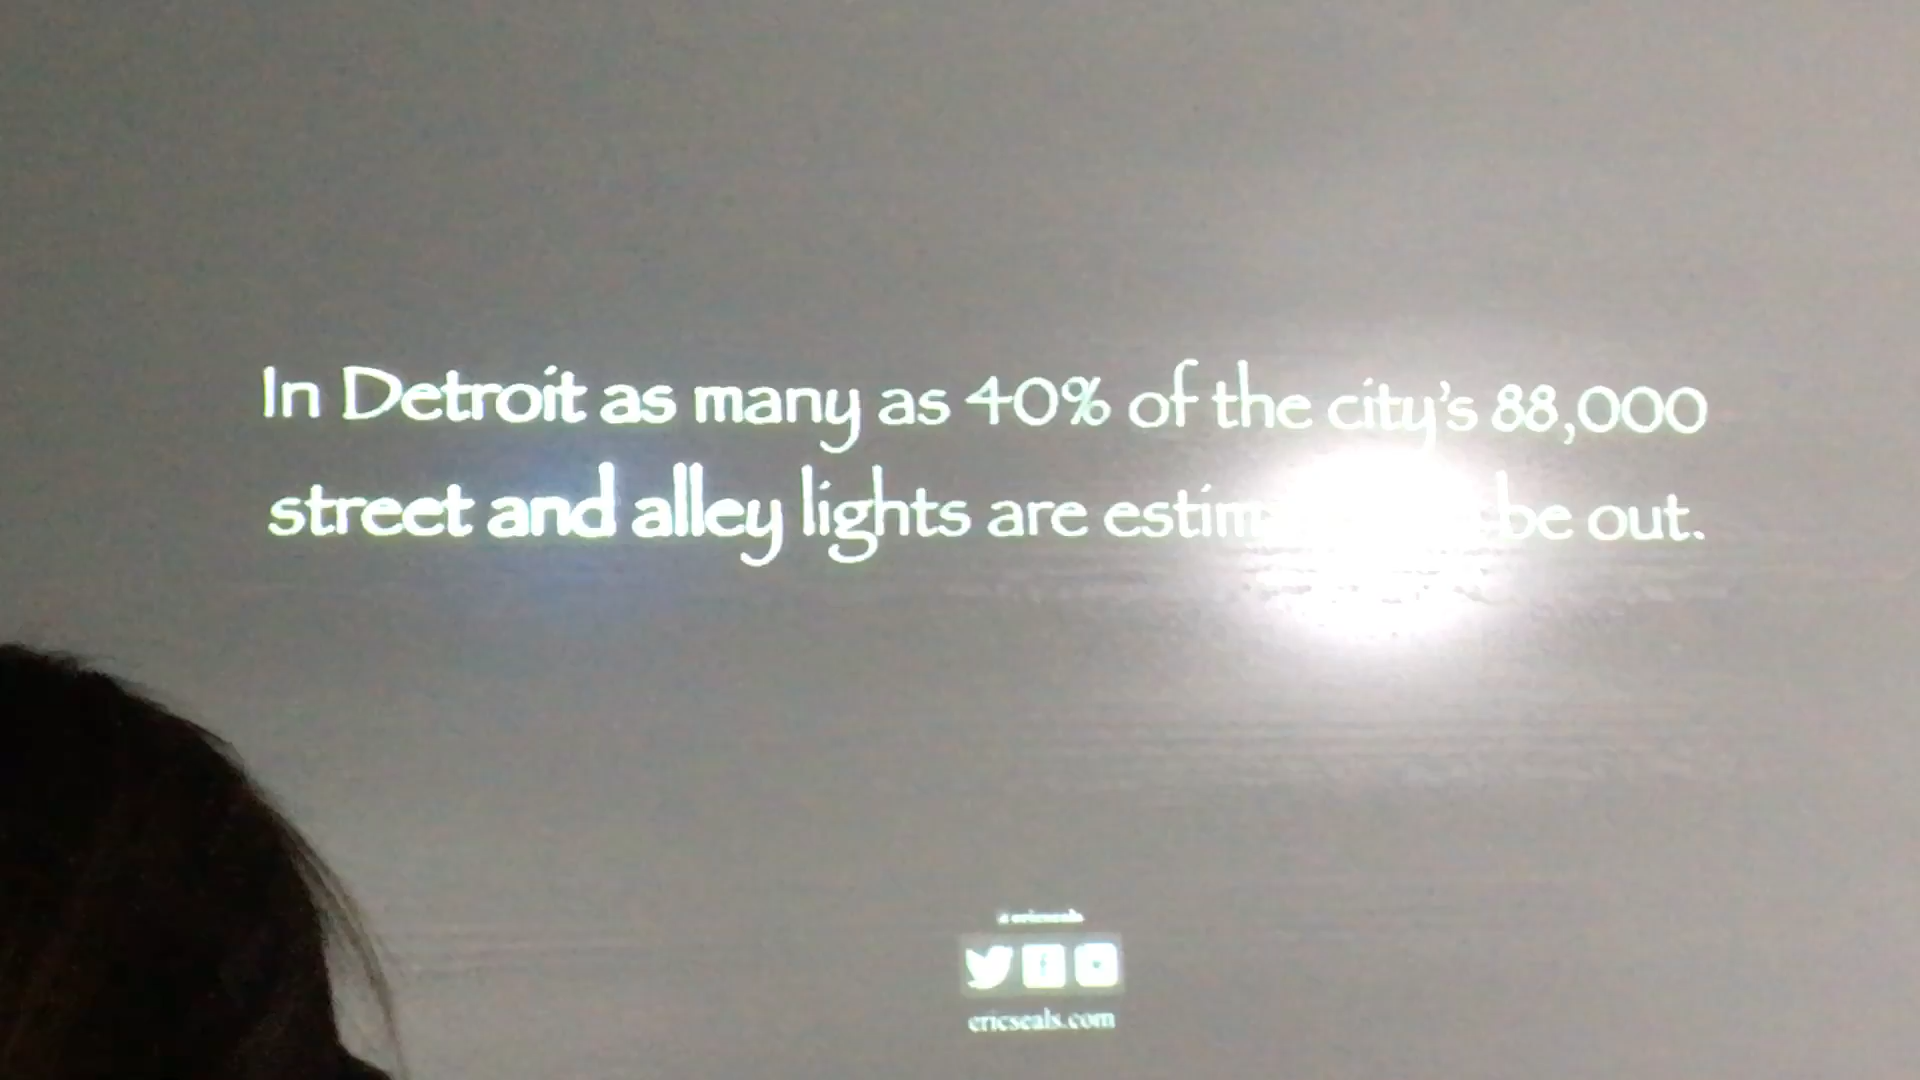 In Detroit as many as 40% of the city's 88,000
street and alley lights are be out.
ericseals
ericseals.com